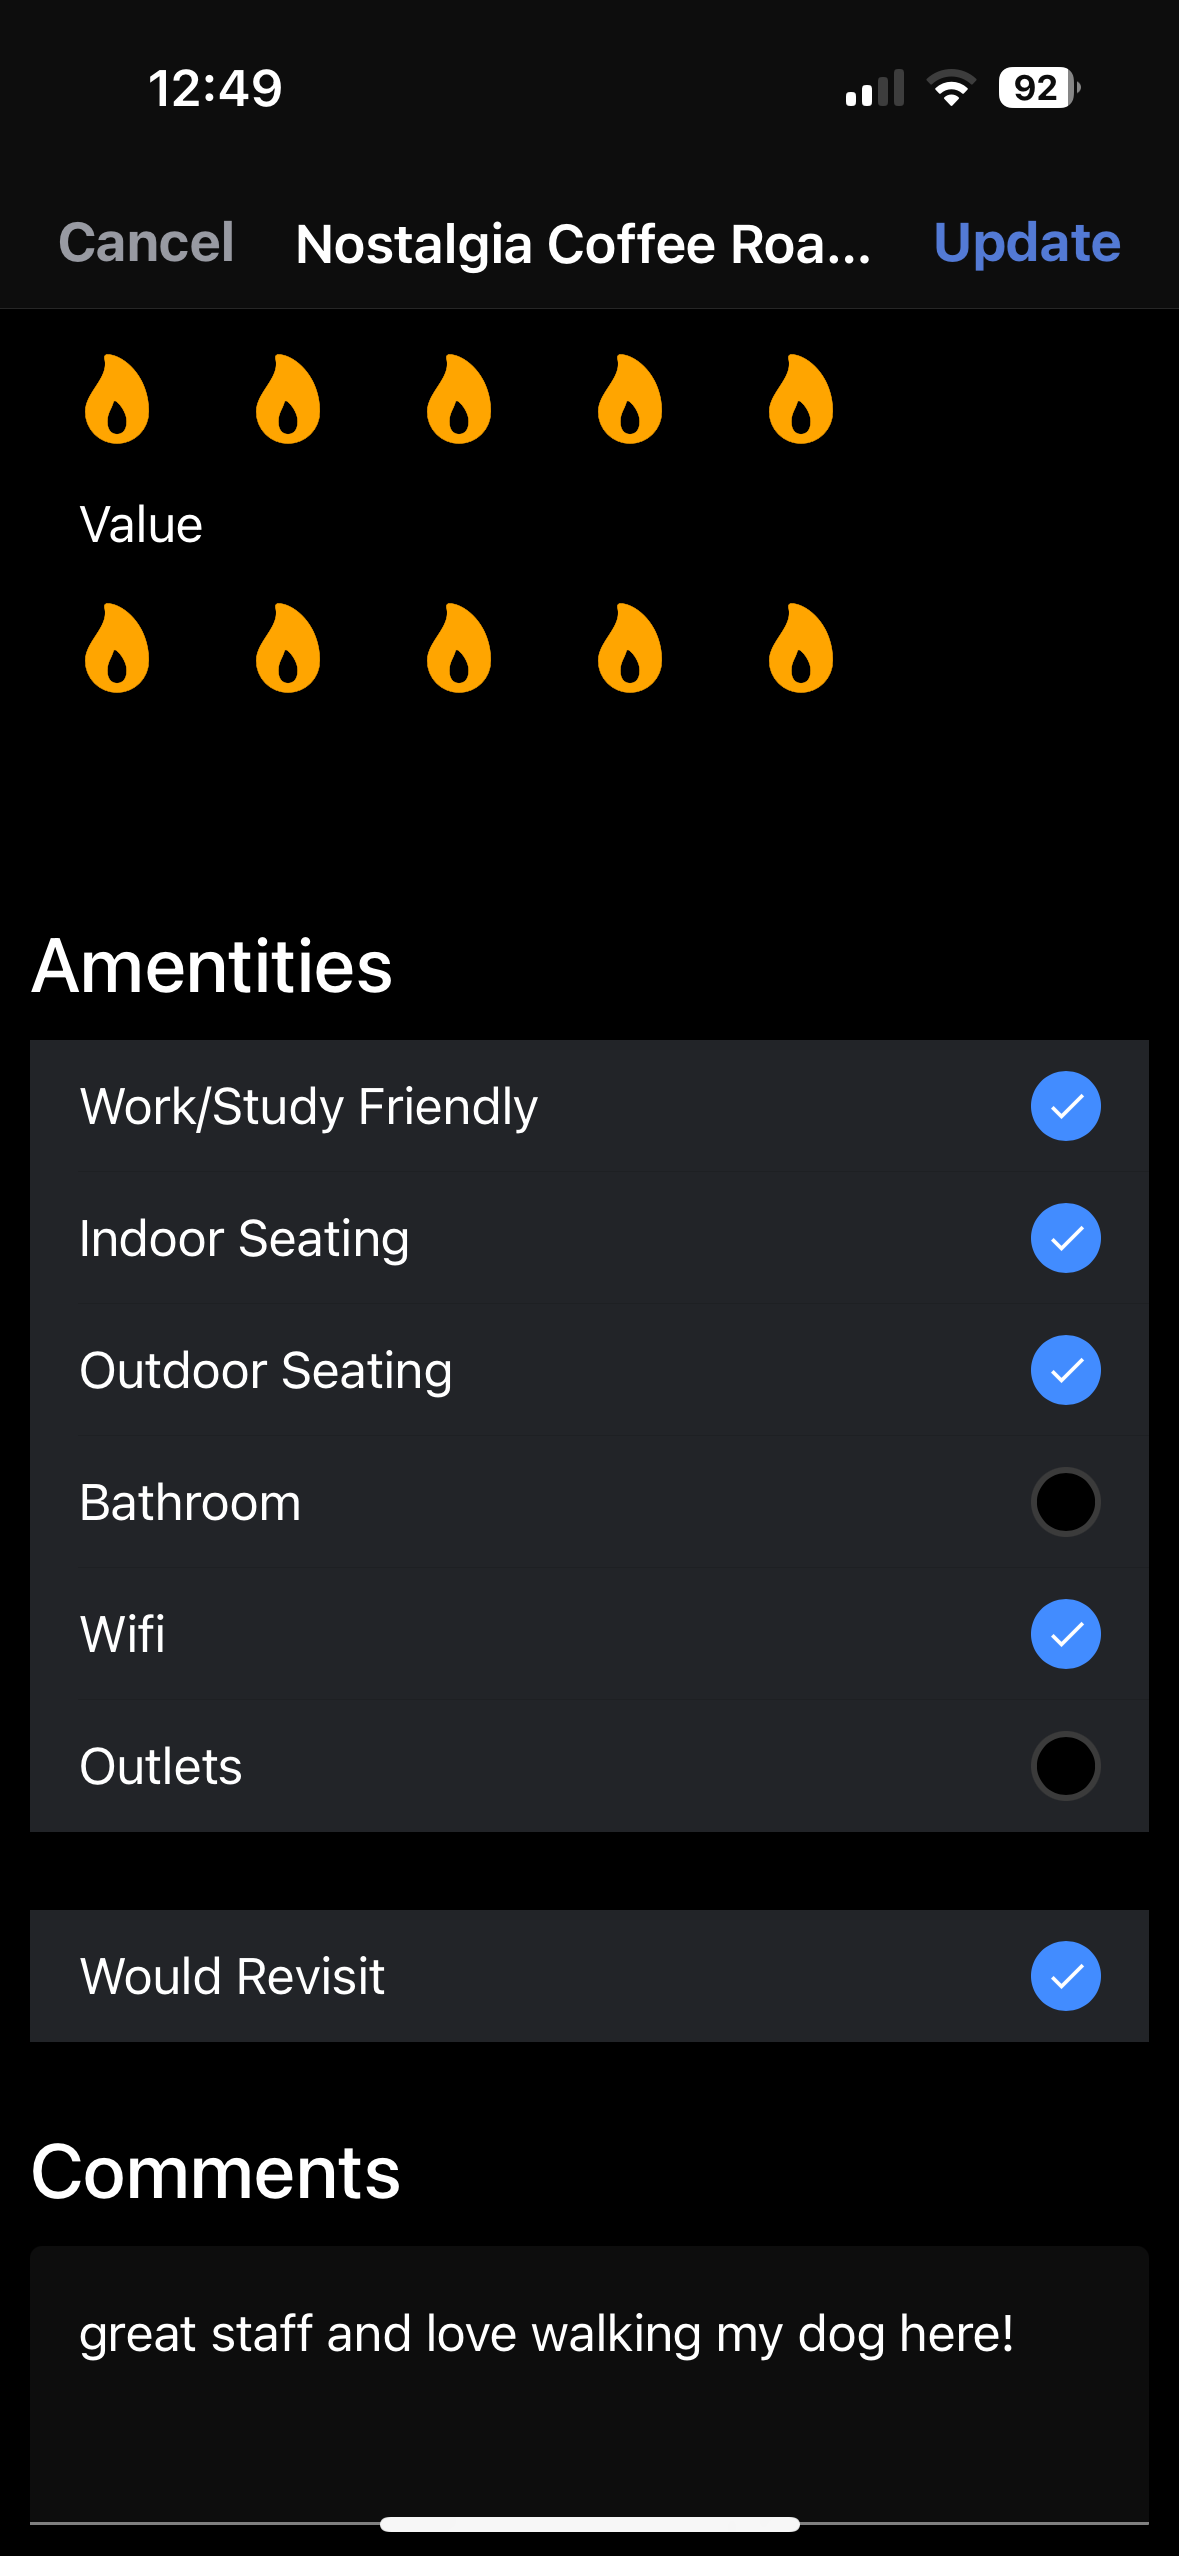 12:49
92
Cancel
Nostalgia Coffee Roa...
Update
Value
Amentities
Work/Study Friendly
Indoor Seating
Outdoor Seating
Bathroom
Wifi
Outlets
Would Revisit
Comments
great staff and love walking my dog here!